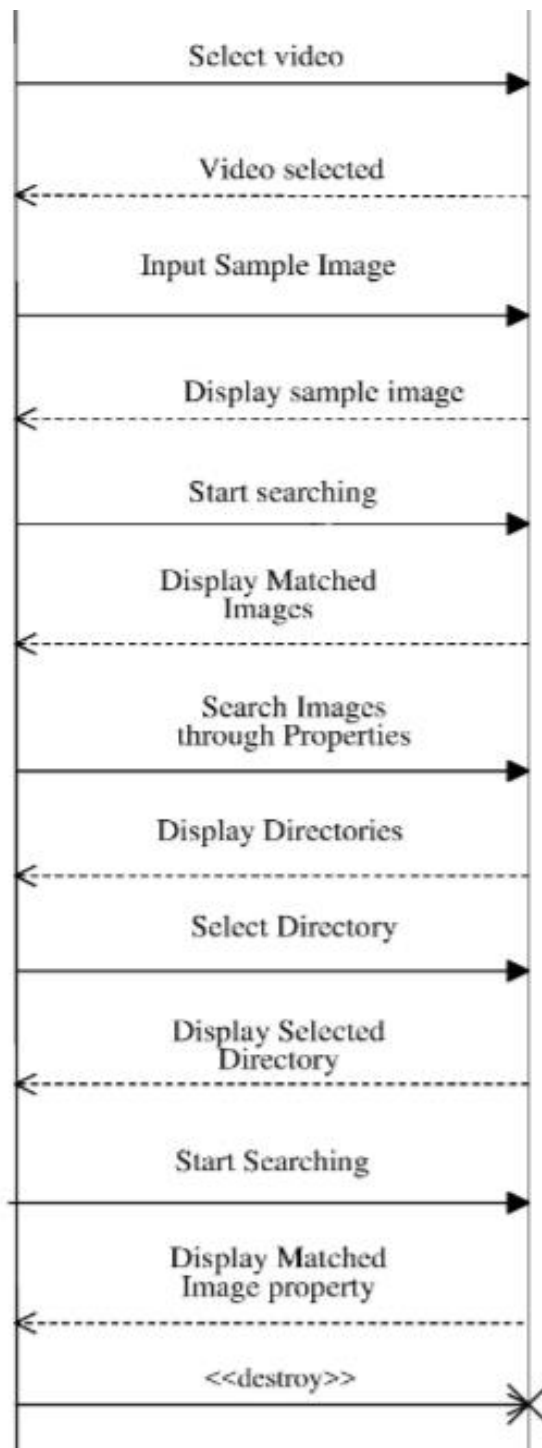 Select video
Video selected
Input Sample Image
Display sample image
Start searching
Display Matched
Images
Search Images
through Properties
Display Directories
Select Directory
Display Selected
Directory
Start Searching
Display Matched
Image property
<<destroy>>